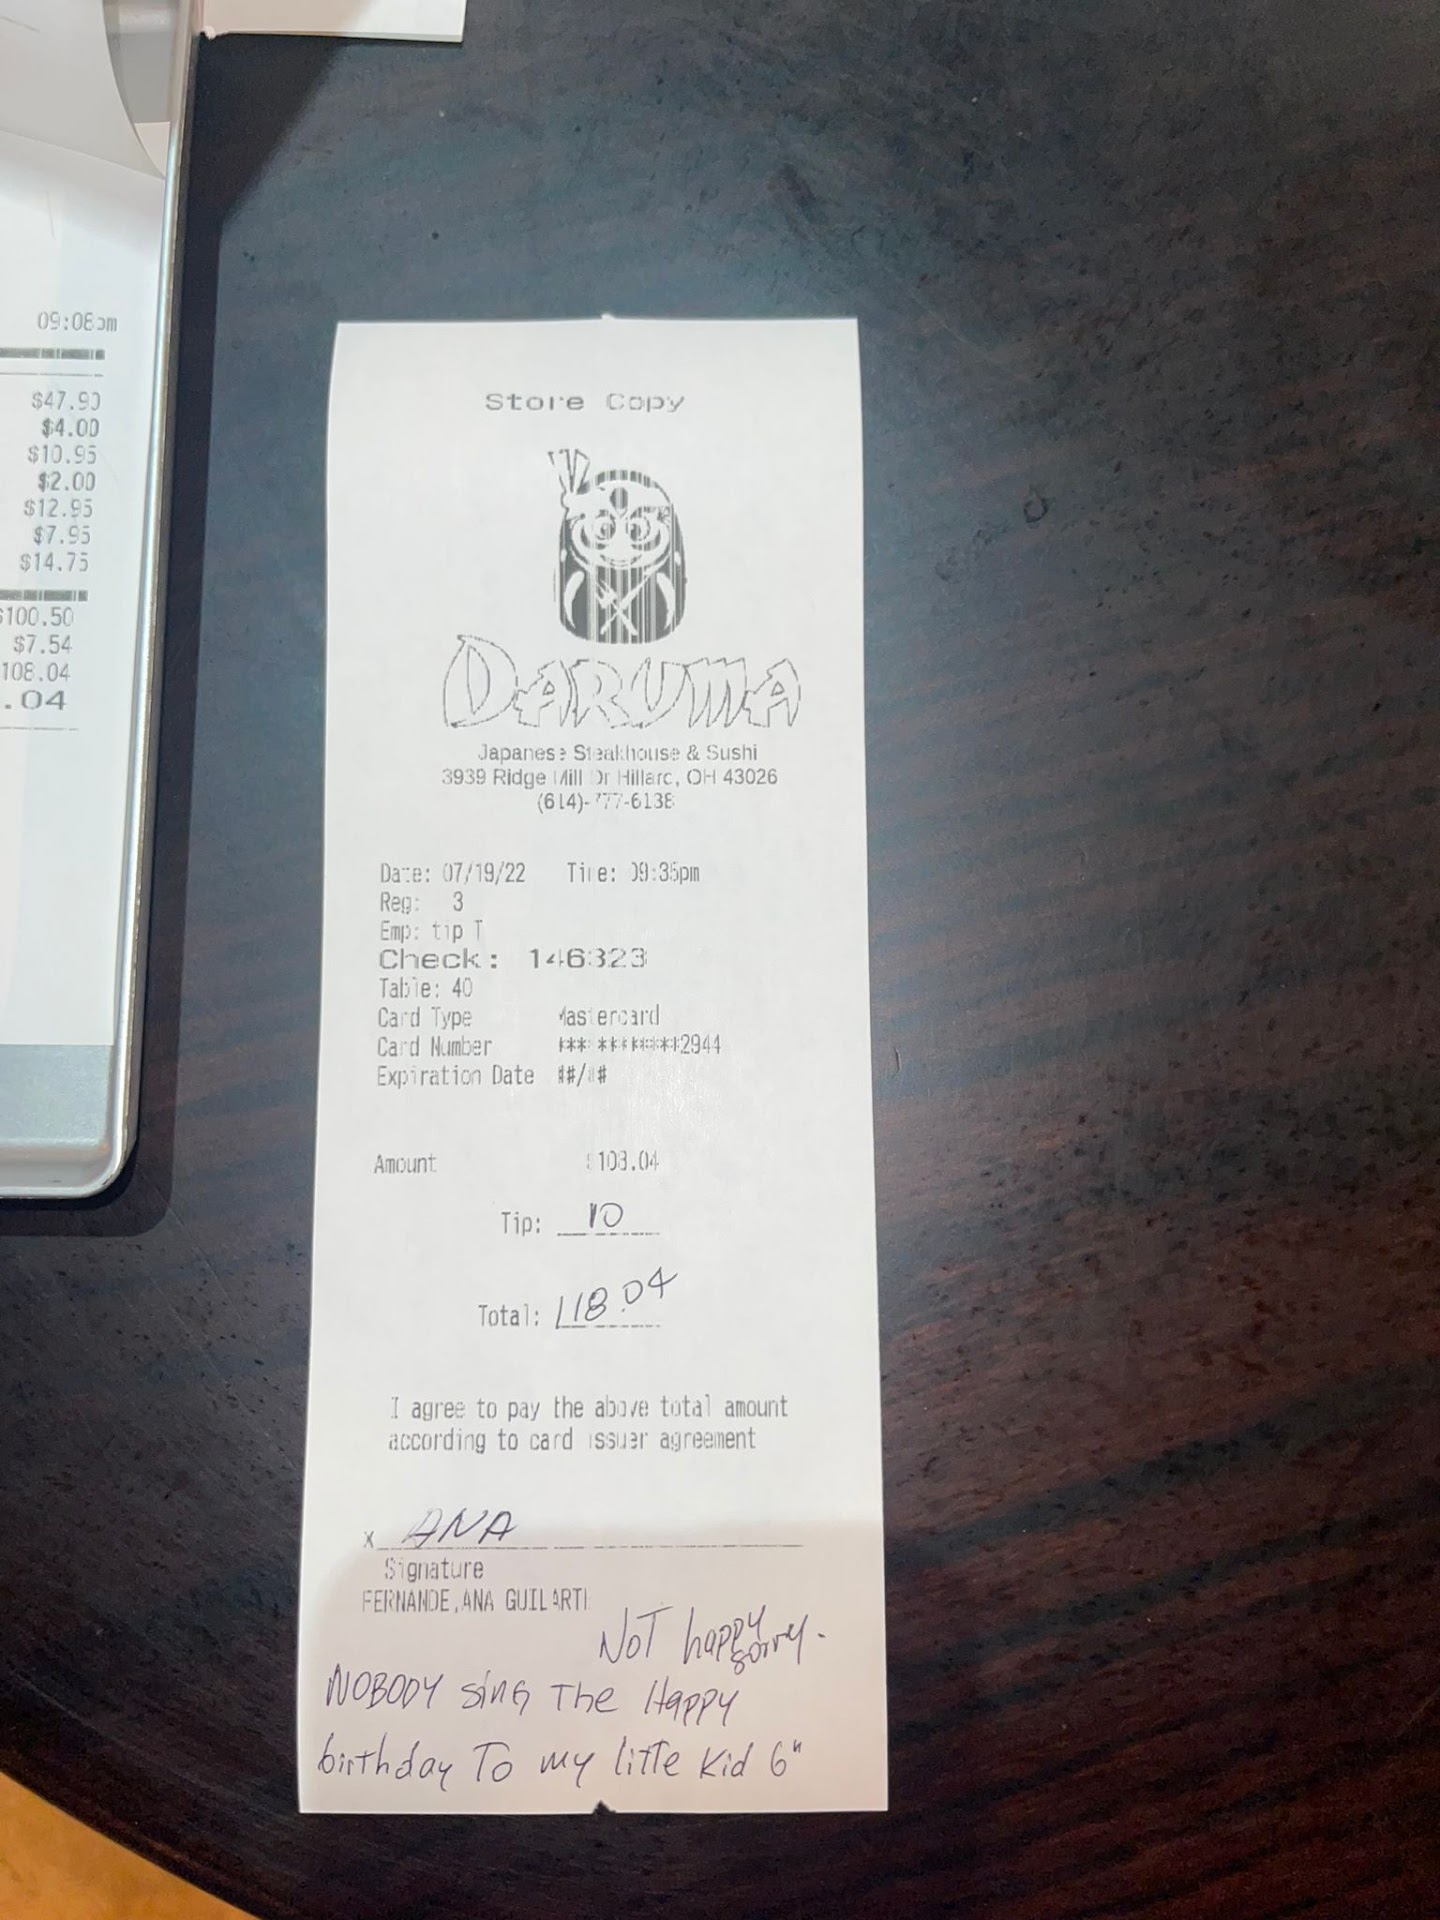 09:08pm
$47.90
$4.00
$10.95
$2.00
$12.95
$7.95
$14.75
$100.50
$7.54
108.04
.04
Store Copy
DARUMA
Japanese Steakhouse & Sushi
3939 Ridge Mill Dr Hillard, OH 43026
(614)-777-6138
Date: 07/19/22 Time: 09:35pm
Reg: 3
Emp: tip T
Check: 146323
Table: 40
Card Type Mastercard
Card Number ************2944
Expiration Date ##/##
Amount $108.04
Tip: 10
Total: 118.04
I agree to pay the above total amount
according to card issuer agreement
x ANA
Signature
FERNANDE,ANA GUILARTE
NOT happy sorry.
NOBODY sing The Happy
birthday To my little Kid 6"